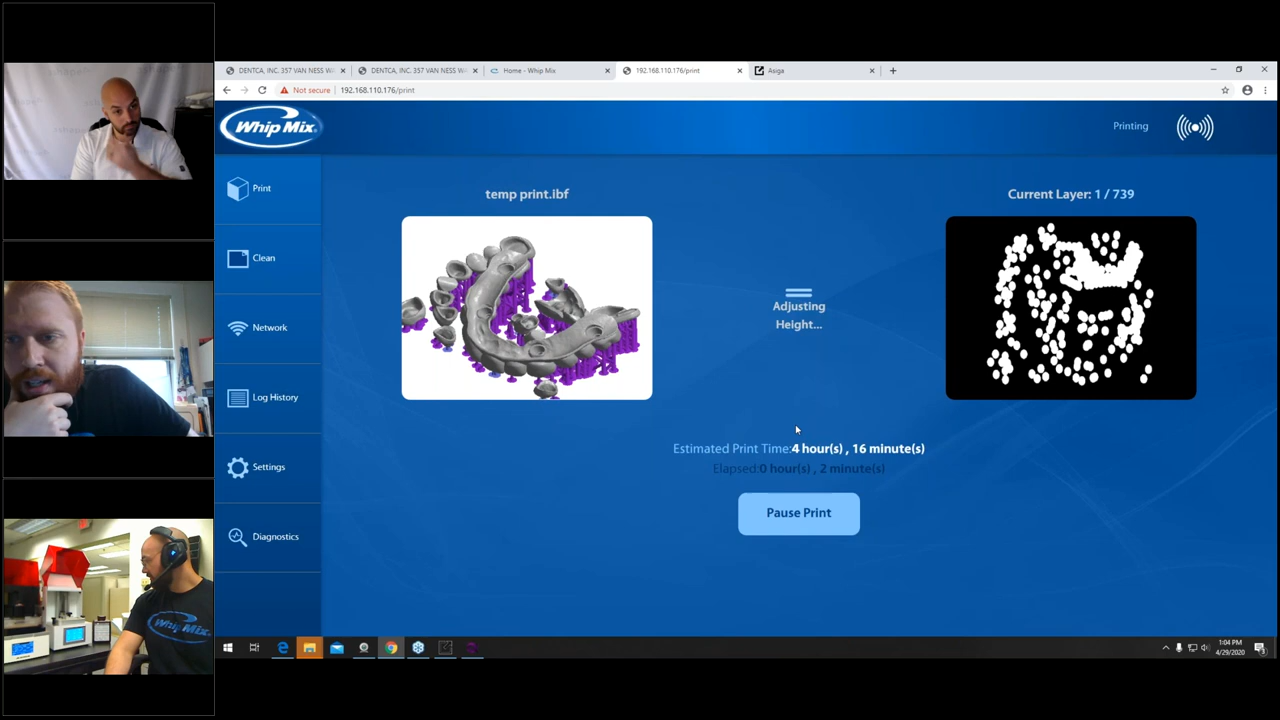 DENTCA, INC. 357 VAN NESS W
DENTCA, INC. 357 VAN NESS W
Home - Whip Mix
192.168.110.176/print
Asiga
Not secure
192.168.110.176/print
Whip Mix
Printing
Print
Clean
Network
Log History
Settings
Diagnostics
temp print.ibf
Current Layer: 1 / 739
Adjusting
Height...
Estimated Print Time:4 hour(s) , 16 minute(s)
Elapsed:0 hour(s) , 2 minute(s)
Pause Print
Whip Mix
1:04 PM
4/29/2020